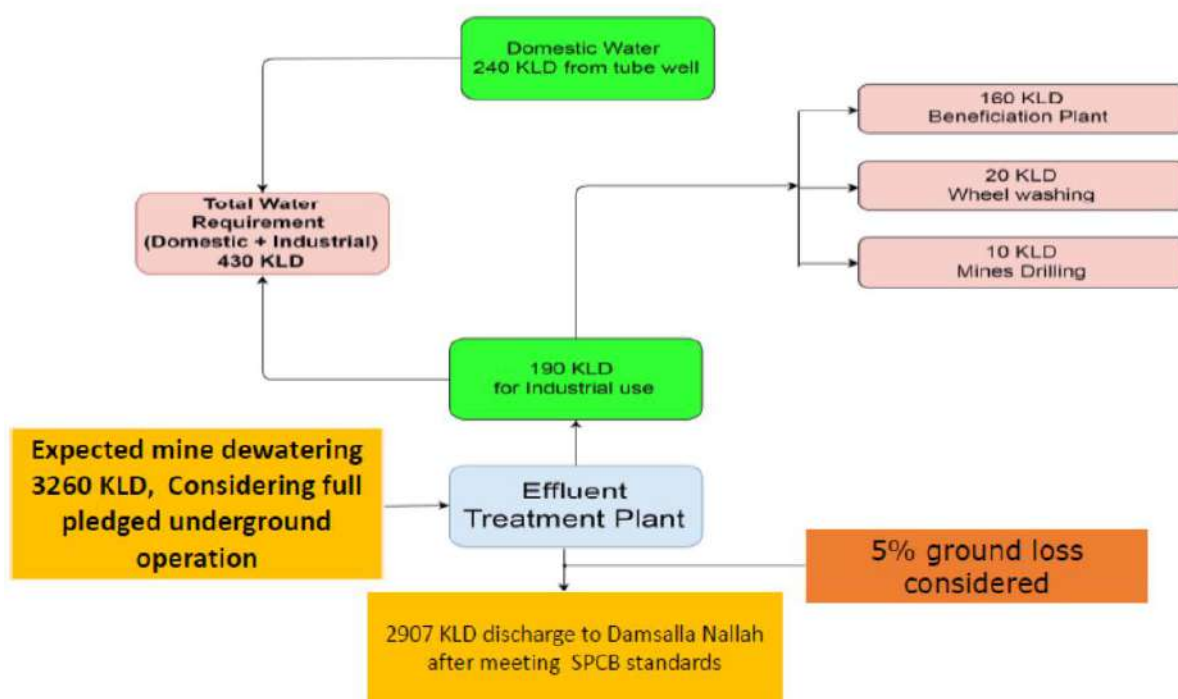 Domestic Water
240 KLD from tube well
160 KLD
Beneficiation Plant
20 KLD
Wheel washing
Total Water
Requirement
(Domestic + Industrial)
430 KLD
10 KLD
Mines Drilling
190 KLD
for Industrial use
Expected mine dewatering
3260 KLD, Considering full
pledged underground
operation
Effluent
Treatment Plant
5% ground loss
considered
2907 KLD discharge to Damsalla Nallah
after meeting SPCB standards